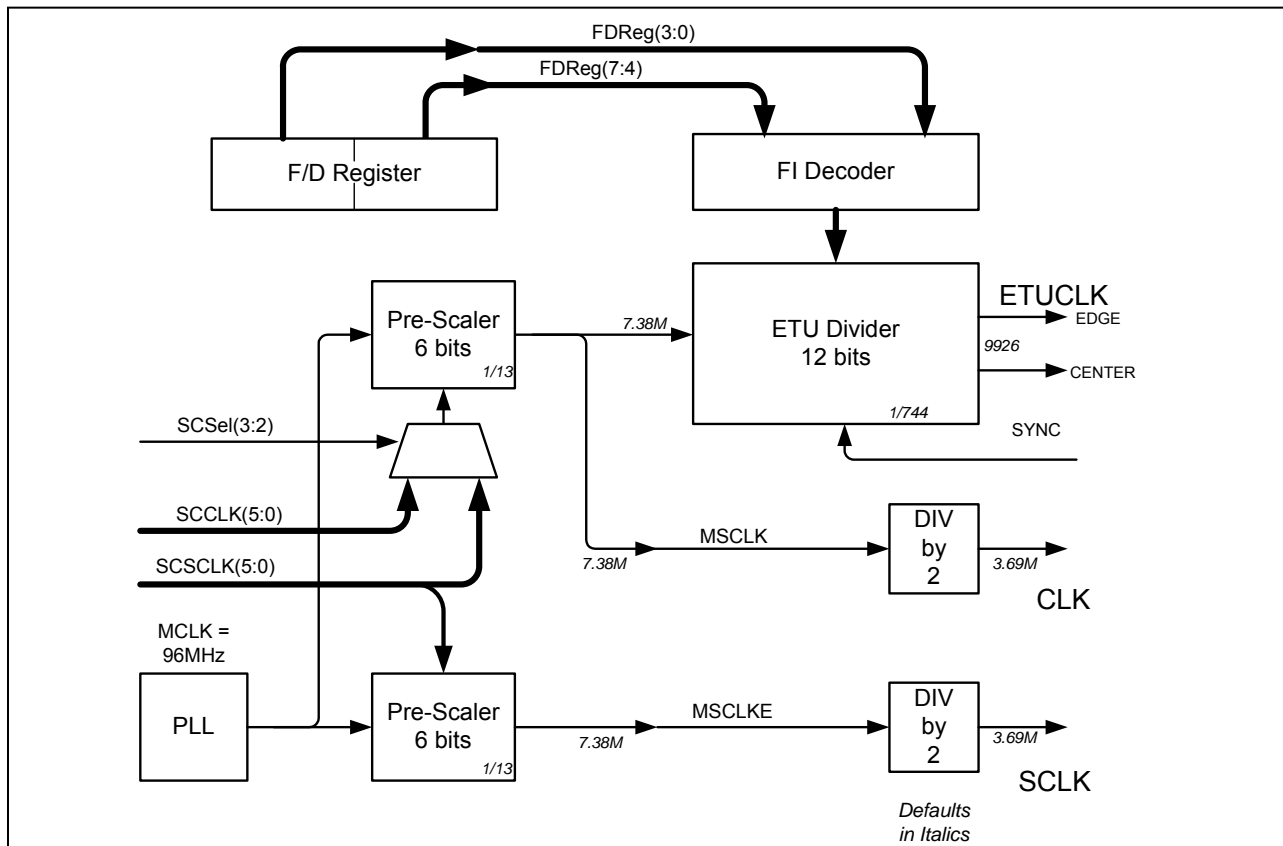 FDReg(3:0)
FDReg(7:4)
F/D Register
FI Decoder
Pre-Scaler
6 bits
1/13
7.38M
ETU Divider
12 bits
1/744
ETUCLK
EDGE
9926
CENTER
SYNC
SCSel(3:2)
SCCLK(5:0)
SCSCLK(5:0)
7.38M
MSCLK
DIV
by
2
3.69M
CLK
MCLK =
96MHz
PLL
Pre-Scaler
6 bits
1/13
7.38M
MSCLKE
DIV
by
2
3.69M
SCLK
Defaults
in Italics